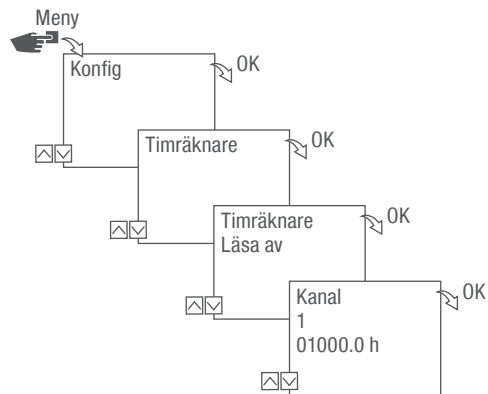 Meny
Konfig
OK
Timräknare
OK
Timräknare
Läsa av
OK
Kanal
1
01000.0 h
OK